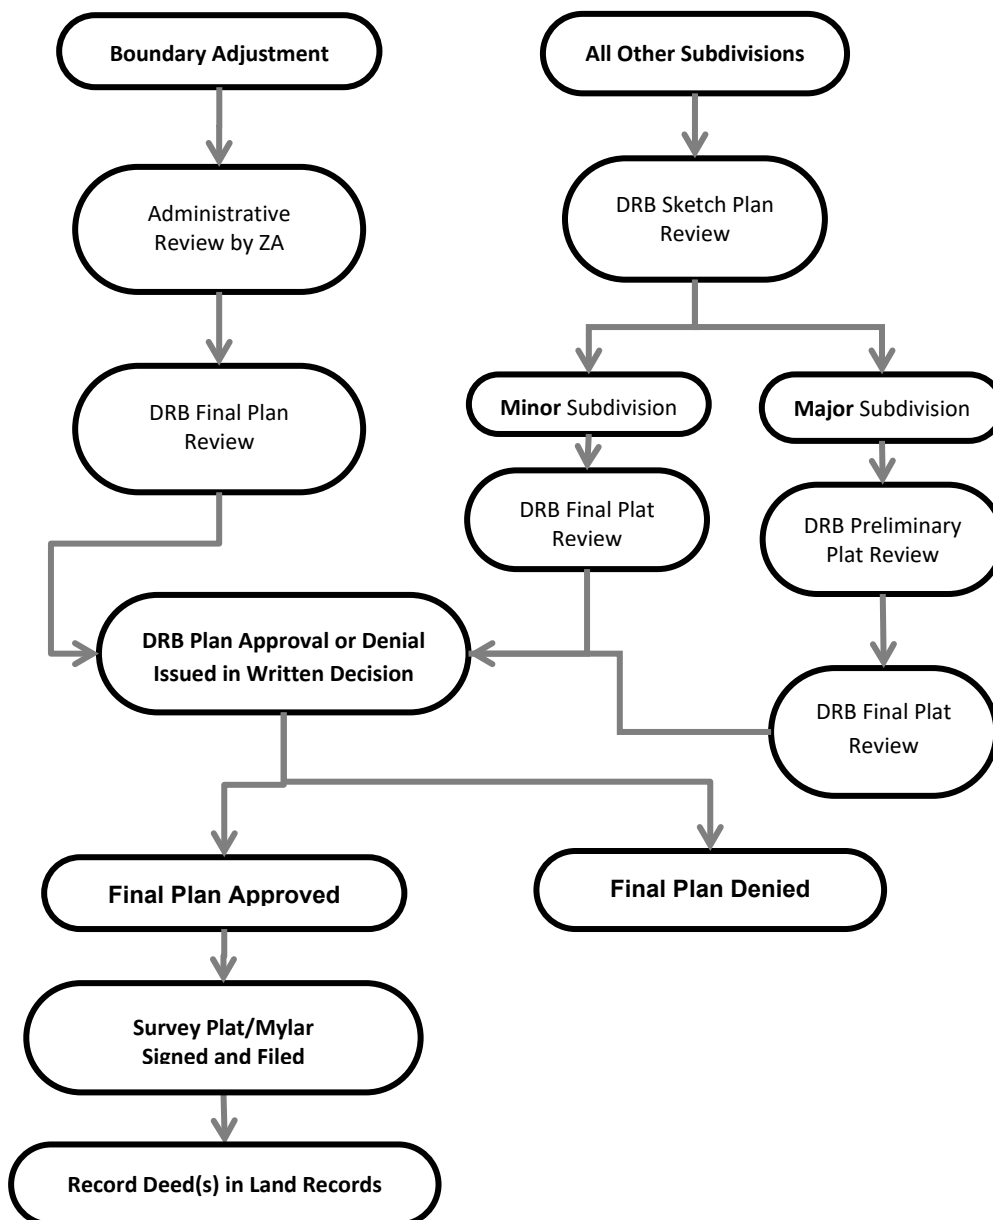 Boundary Adjustment
All Other Subdivisions
Administrative
Review by ZA
DRB Sketch Plan
Review
DRB Final Plan
Review
Minor Subdivision
Major Subdivision
DRB Final Plat
Review
DRB Preliminary
Plat Review
DRB Plan Approval or Denial
Issued in Written Decision
DRB Final Plat
Review
Final Plan Approved
Final Plan Denied
Survey Plat/Mylar
Signed and Filed
Record Deed(s) in Land Records